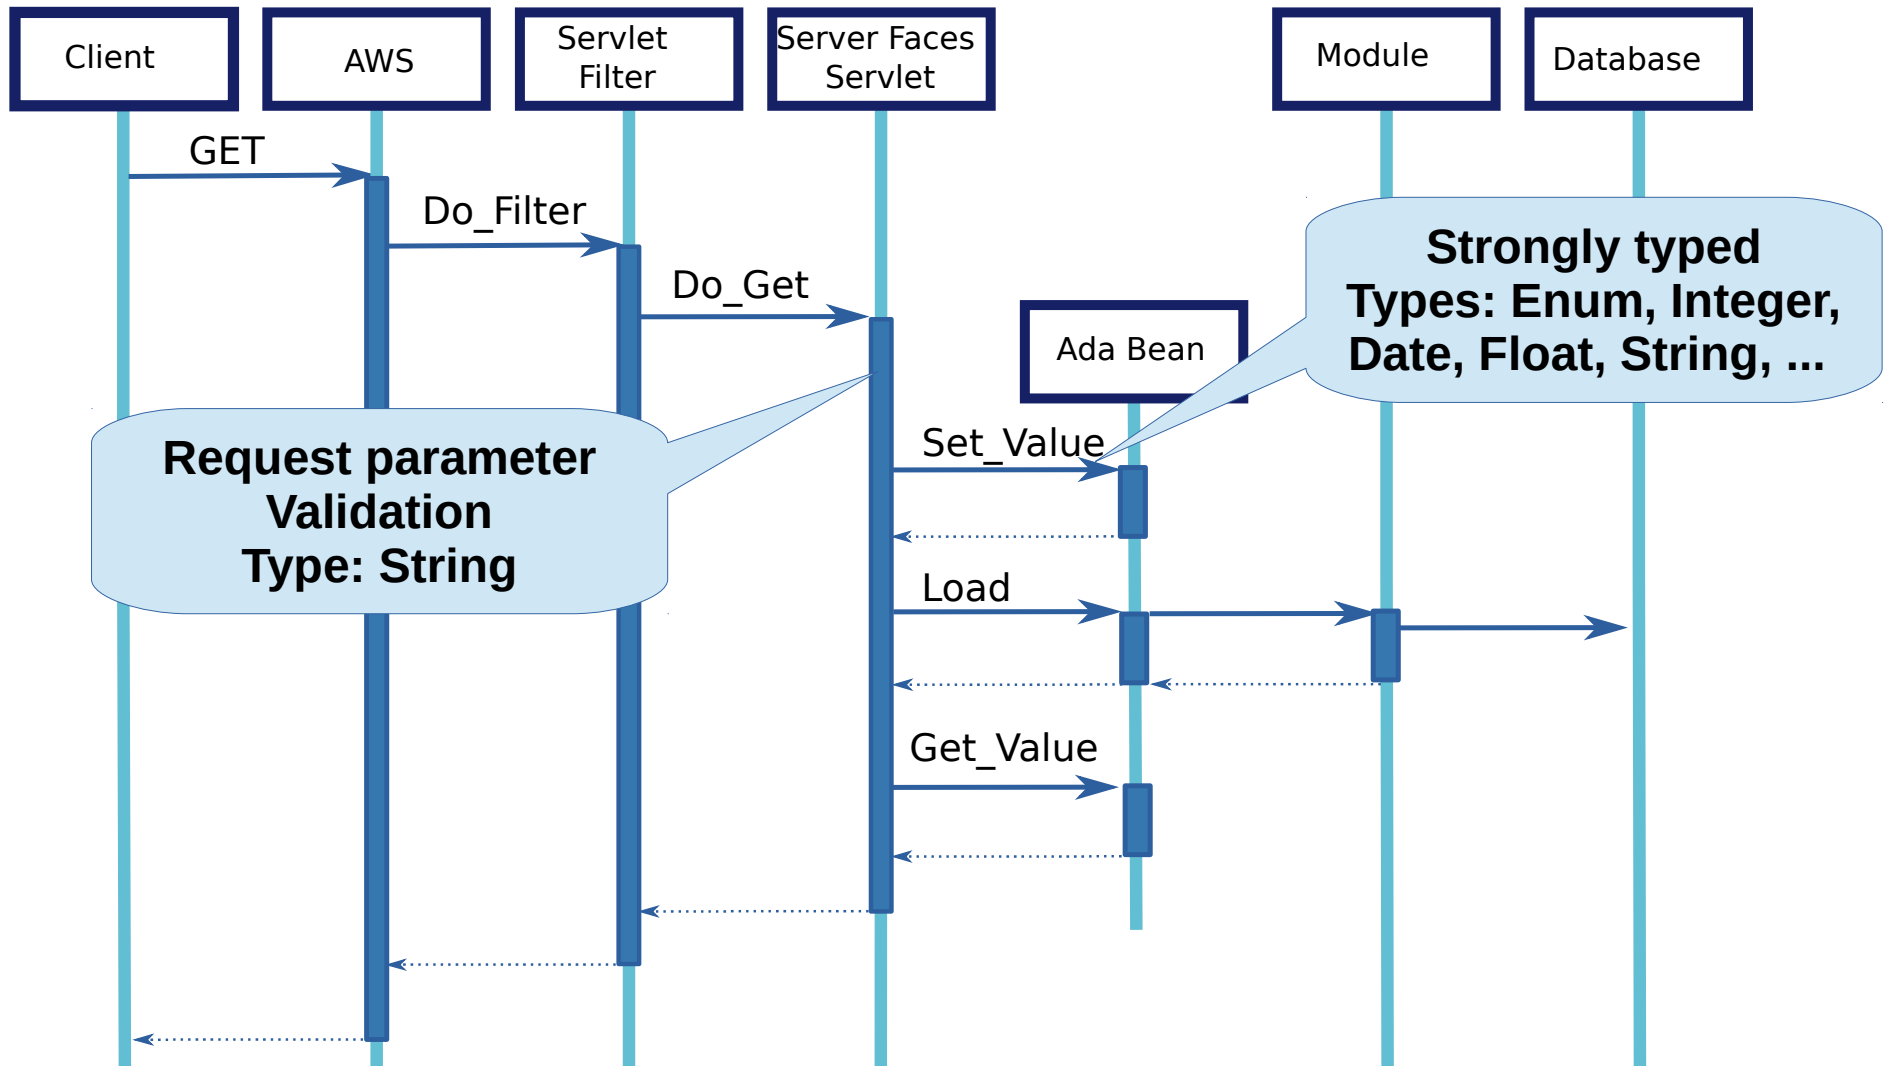 Client
AWS
Servlet
Filter
Server Faces
Servlet
Module
Database
GET
Do_Filter
Do_Get
Strongly typed
Types: Enum, Integer,
Date, Float, String, ...
Ada Bean
Request parameter
Validation
Type: String
Set_Value
Load
Get_Value